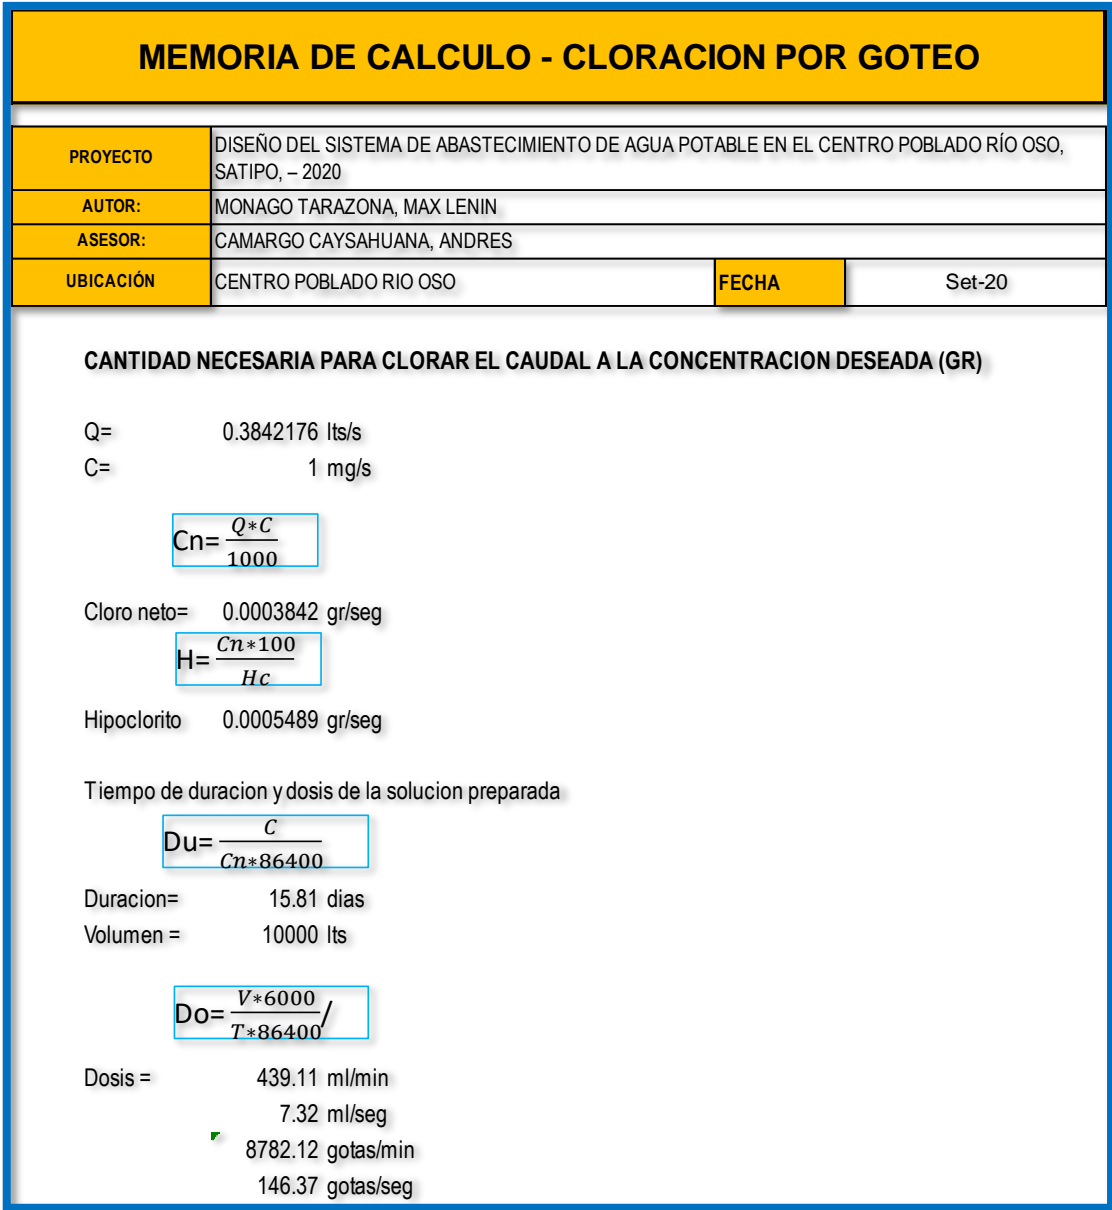 MEMORIA DE CALCULO - CLORACION POR GOTEO
PROYECTO
DISEÑO DEL SISTEMA DE ABASTECIMIENTO DE AGUA POTABLE EN EL CENTRO POBLADO RÍO OSO,
SATIPO, – 2020
AUTOR: MONAGO TARAZONA, MAX LENIN
ASESOR: CAMARGO CAYSAHUANA, ANDRES
UBICACIÓN CENTRO POBLADO RIO OSO FECHA Set-20
CANTIDAD NECESARIA PARA CLORAR EL CAUDAL A LA CONCENTRACION DESEADA (GR)
Q= 0.3842176 lts/s
C= 1 mg/s
Cn= Q*C
1000
Cloro neto= 0.0003842 gr/seg
H= Cn*100
Hc
Hipoclorito 0.0005489 gr/seg
Tiempo de duracion y dosis de la solucion preparada
Du= C
Cn*86400
Duracion= 15.81 dias
Volumen = 10000 lts
Do= V*6000
T*86400 /
Dosis = 439.11 ml/min
7.32 ml/seg
8782.12 gotas/min
146.37 gotas/seg